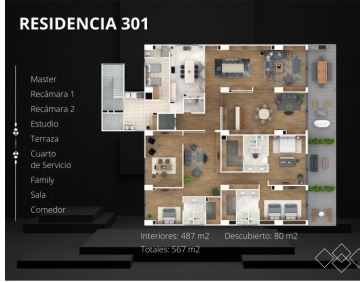 RESIDENCIA 301
Master
Recámara 1
Recámara 2
Estudio
Terraza
Cuarto
de Servicio
Family
Sala
Comedor
Interiores: 487 m2 Descubierto: 80 m2
Totales: 567 m2